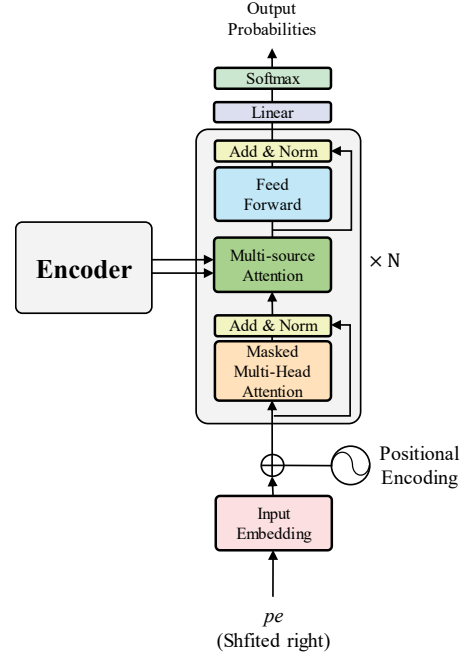 Output
Probabilities
Softmax
Linear
Add & Norm
Feed
Forward
Encoder
Multi-source
Attention
× N
Add & Norm
Masked
Multi-Head
Attention
Positional
Encoding
Input
Embedding
pe
(Shfited right)